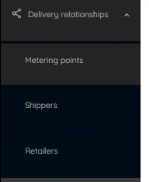 Delivery relationships
Metering points
Shippers
Retailers